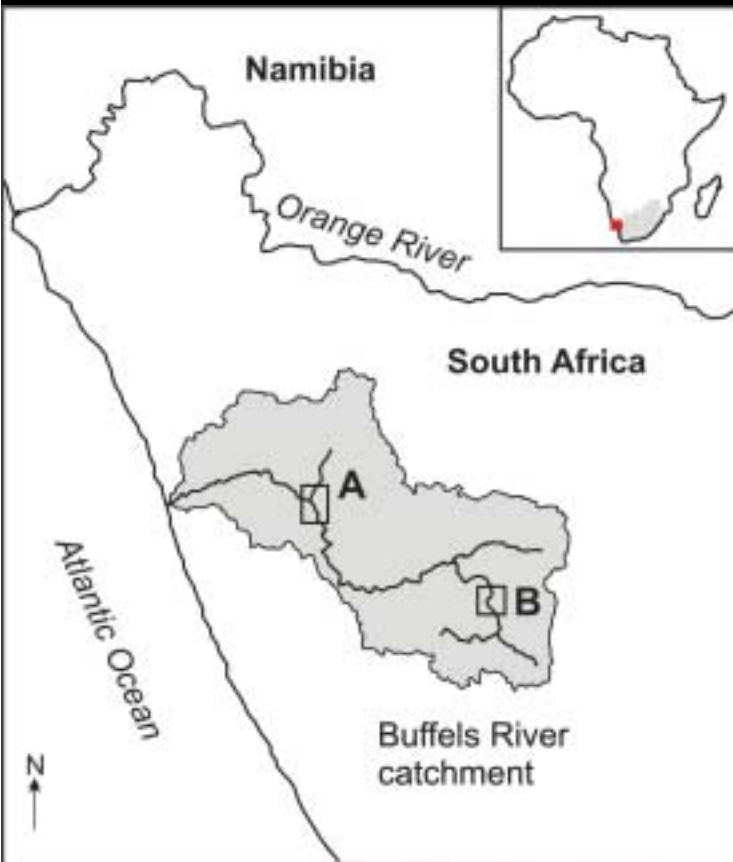 Namibia
Orange River
South Africa
A
B
Atlantic Ocean
Buffels River
catchment
N